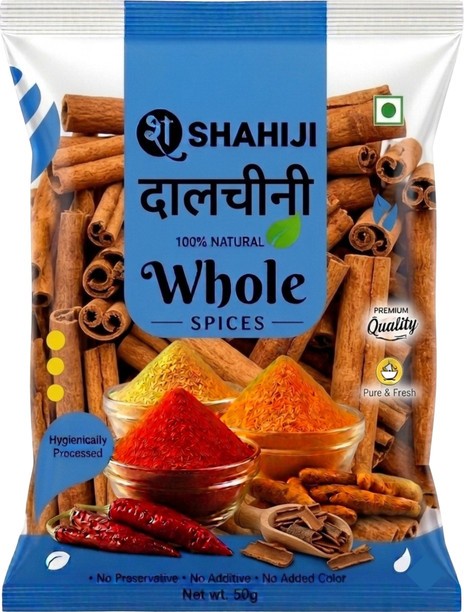 शा SHAHIJI
दालचीनी
100% NATURAL
Whole
SPICES
PREMIUM
Quality
Pure & Fresh
Hygienically
Processed
• No Preservative • No Additive • No Added Color
Net wt. 50g